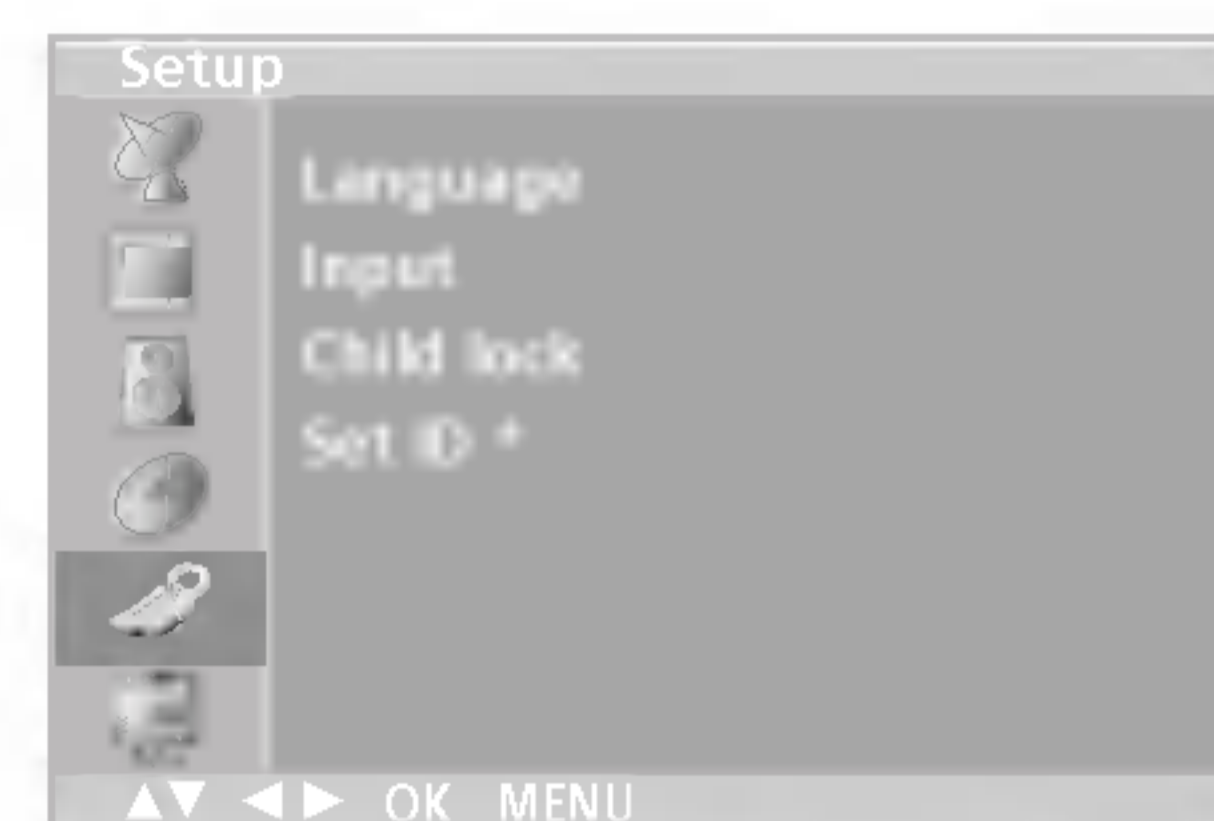 Setup
Language
Input
Child lock
Set ID *
▲▼ ◀ ▶ OK MENU